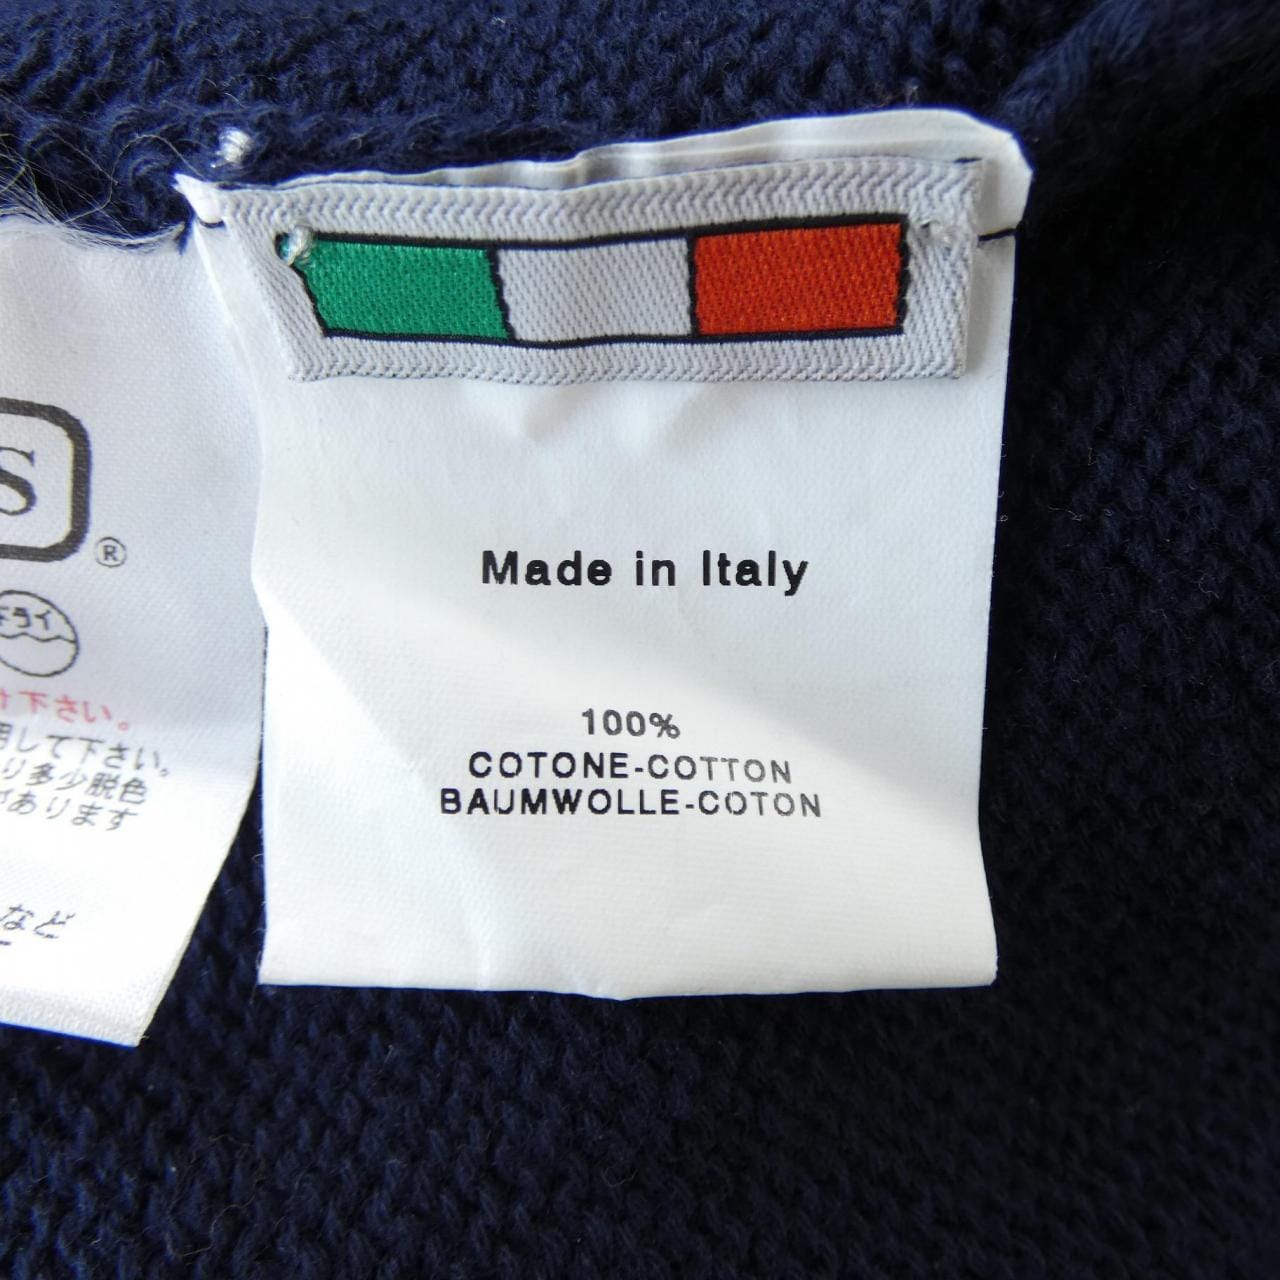 S
®
ドライ
下さい。
用して下さい。
り多少脱色
があります
など
Made in Italy
100%
COTONE-COTTON
BAUMWOLLE-COTON